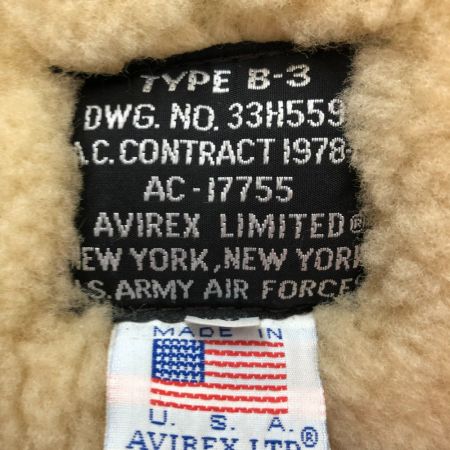 TYPE B-3
DWG. NO. 33H559
A.C. CONTRACT 1978-
AC-17755
AVIREX LIMITED®
NEW YORK, NEW YORK
U.S. ARMY AIR FORCES
MADE IN
U. S. A.
AVIREX LTD®